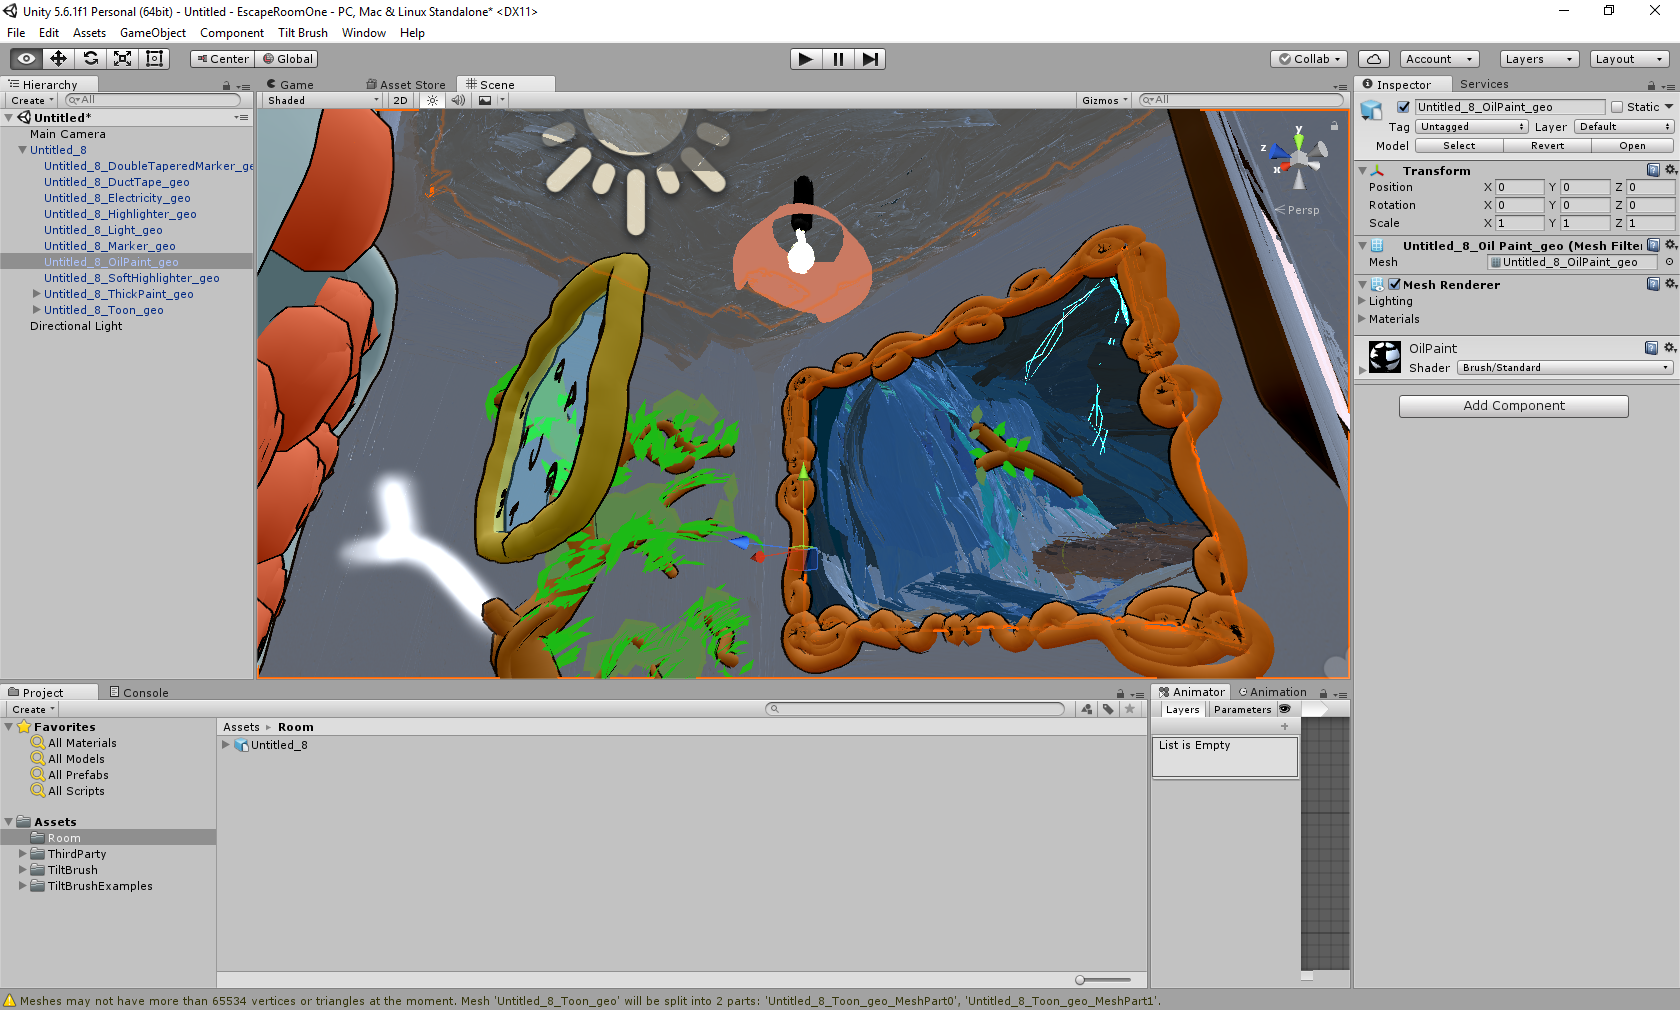 Unity 5.6.1f1 Personal (64bit) - Untitled - EscapeRoomOne - PC, Mac & Linux Standalone* <DX11>
File Edit Assets GameObject Component Tilt Brush Window Help
Center Global Collab Account Layers Layout
Hierarchy
Create All
Untitled*
Main Camera
Untitled_8
Untitled_8_DoubleTaperedMarker_ge
Untitled_8_DuctTape_geo
Untitled_8_Electricity_geo
Untitled_8_Highlighter_geo
Untitled_8_Light_geo
Untitled_8_Marker_geo
Untitled_8_OilPaint_geo
Untitled_8_SoftHighlighter_geo
Untitled_8_ThickPaint_geo
Untitled_8_Toon_geo
Directional Light
Game Asset Store Scene
Shaded 2D Gizmos All
y
z
x
Persp
Inspector Services
Untitled_8_OilPaint_geo Static
Tag Untagged Layer Default
Model Select Revert Open
Transform
Position X 0 Y 0 Z 0
Rotation X 0 Y 0 Z 0
Scale X 1 Y 1 Z 1
Untitled_8_Oil Paint_geo (Mesh Filter
Mesh Untitled_8_OilPaint_geo
Mesh Renderer
Lighting
Materials
OilPaint
Shader Brush/Standard
Add Component
Project Console
Create
Favorites
All Materials
All Models
All Prefabs
All Scripts
Assets
Room
ThirdParty
TiltBrush
TiltBrushExamples
Assets Room
Untitled_8
Animator Animation
Layers Parameters
List is Empty
Meshes may not have more than 65534 vertices or triangles at the moment. Mesh 'Untitled_8_Toon_geo' will be split into 2 parts: 'Untitled_8_Toon_geo_MeshPart0', 'Untitled_8_Toon_geo_MeshPart1'.